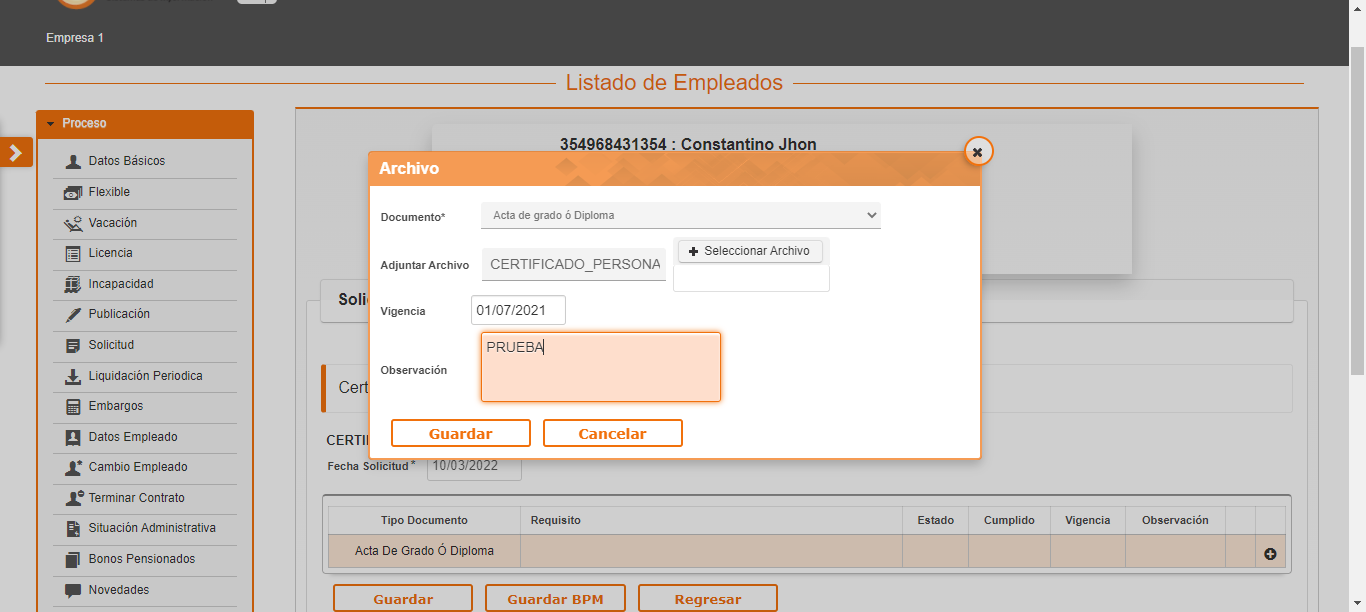 Empresa 1
Listado de Empleados
Proceso
Datos Básicos
Flexible
Vacación
Licencia
Incapacidad
Publicación
Solicitud
Liquidación Periodica
Embargos
Datos Empleado
Cambio Empleado
Terminar Contrato
Situación Administrativa
Bonos Pensionados
Novedades
354968431354 : Constantino Jhon
Archivo
Documento*
Acta de grado ó Diploma
Adjuntar Archivo
CERTIFICADO_PERSONA
Seleccionar Archivo
Vigencia
01/07/2021
Observación
PRUEBA
Guardar
Cancelar
Soli
Cert
CERTI
Fecha Solicitud *
10/03/2022
Tipo Documento Requisito Estado Cumplido Vigencia Observación
Acta De Grado Ó Diploma
Guardar
Guardar BPM
Regresar